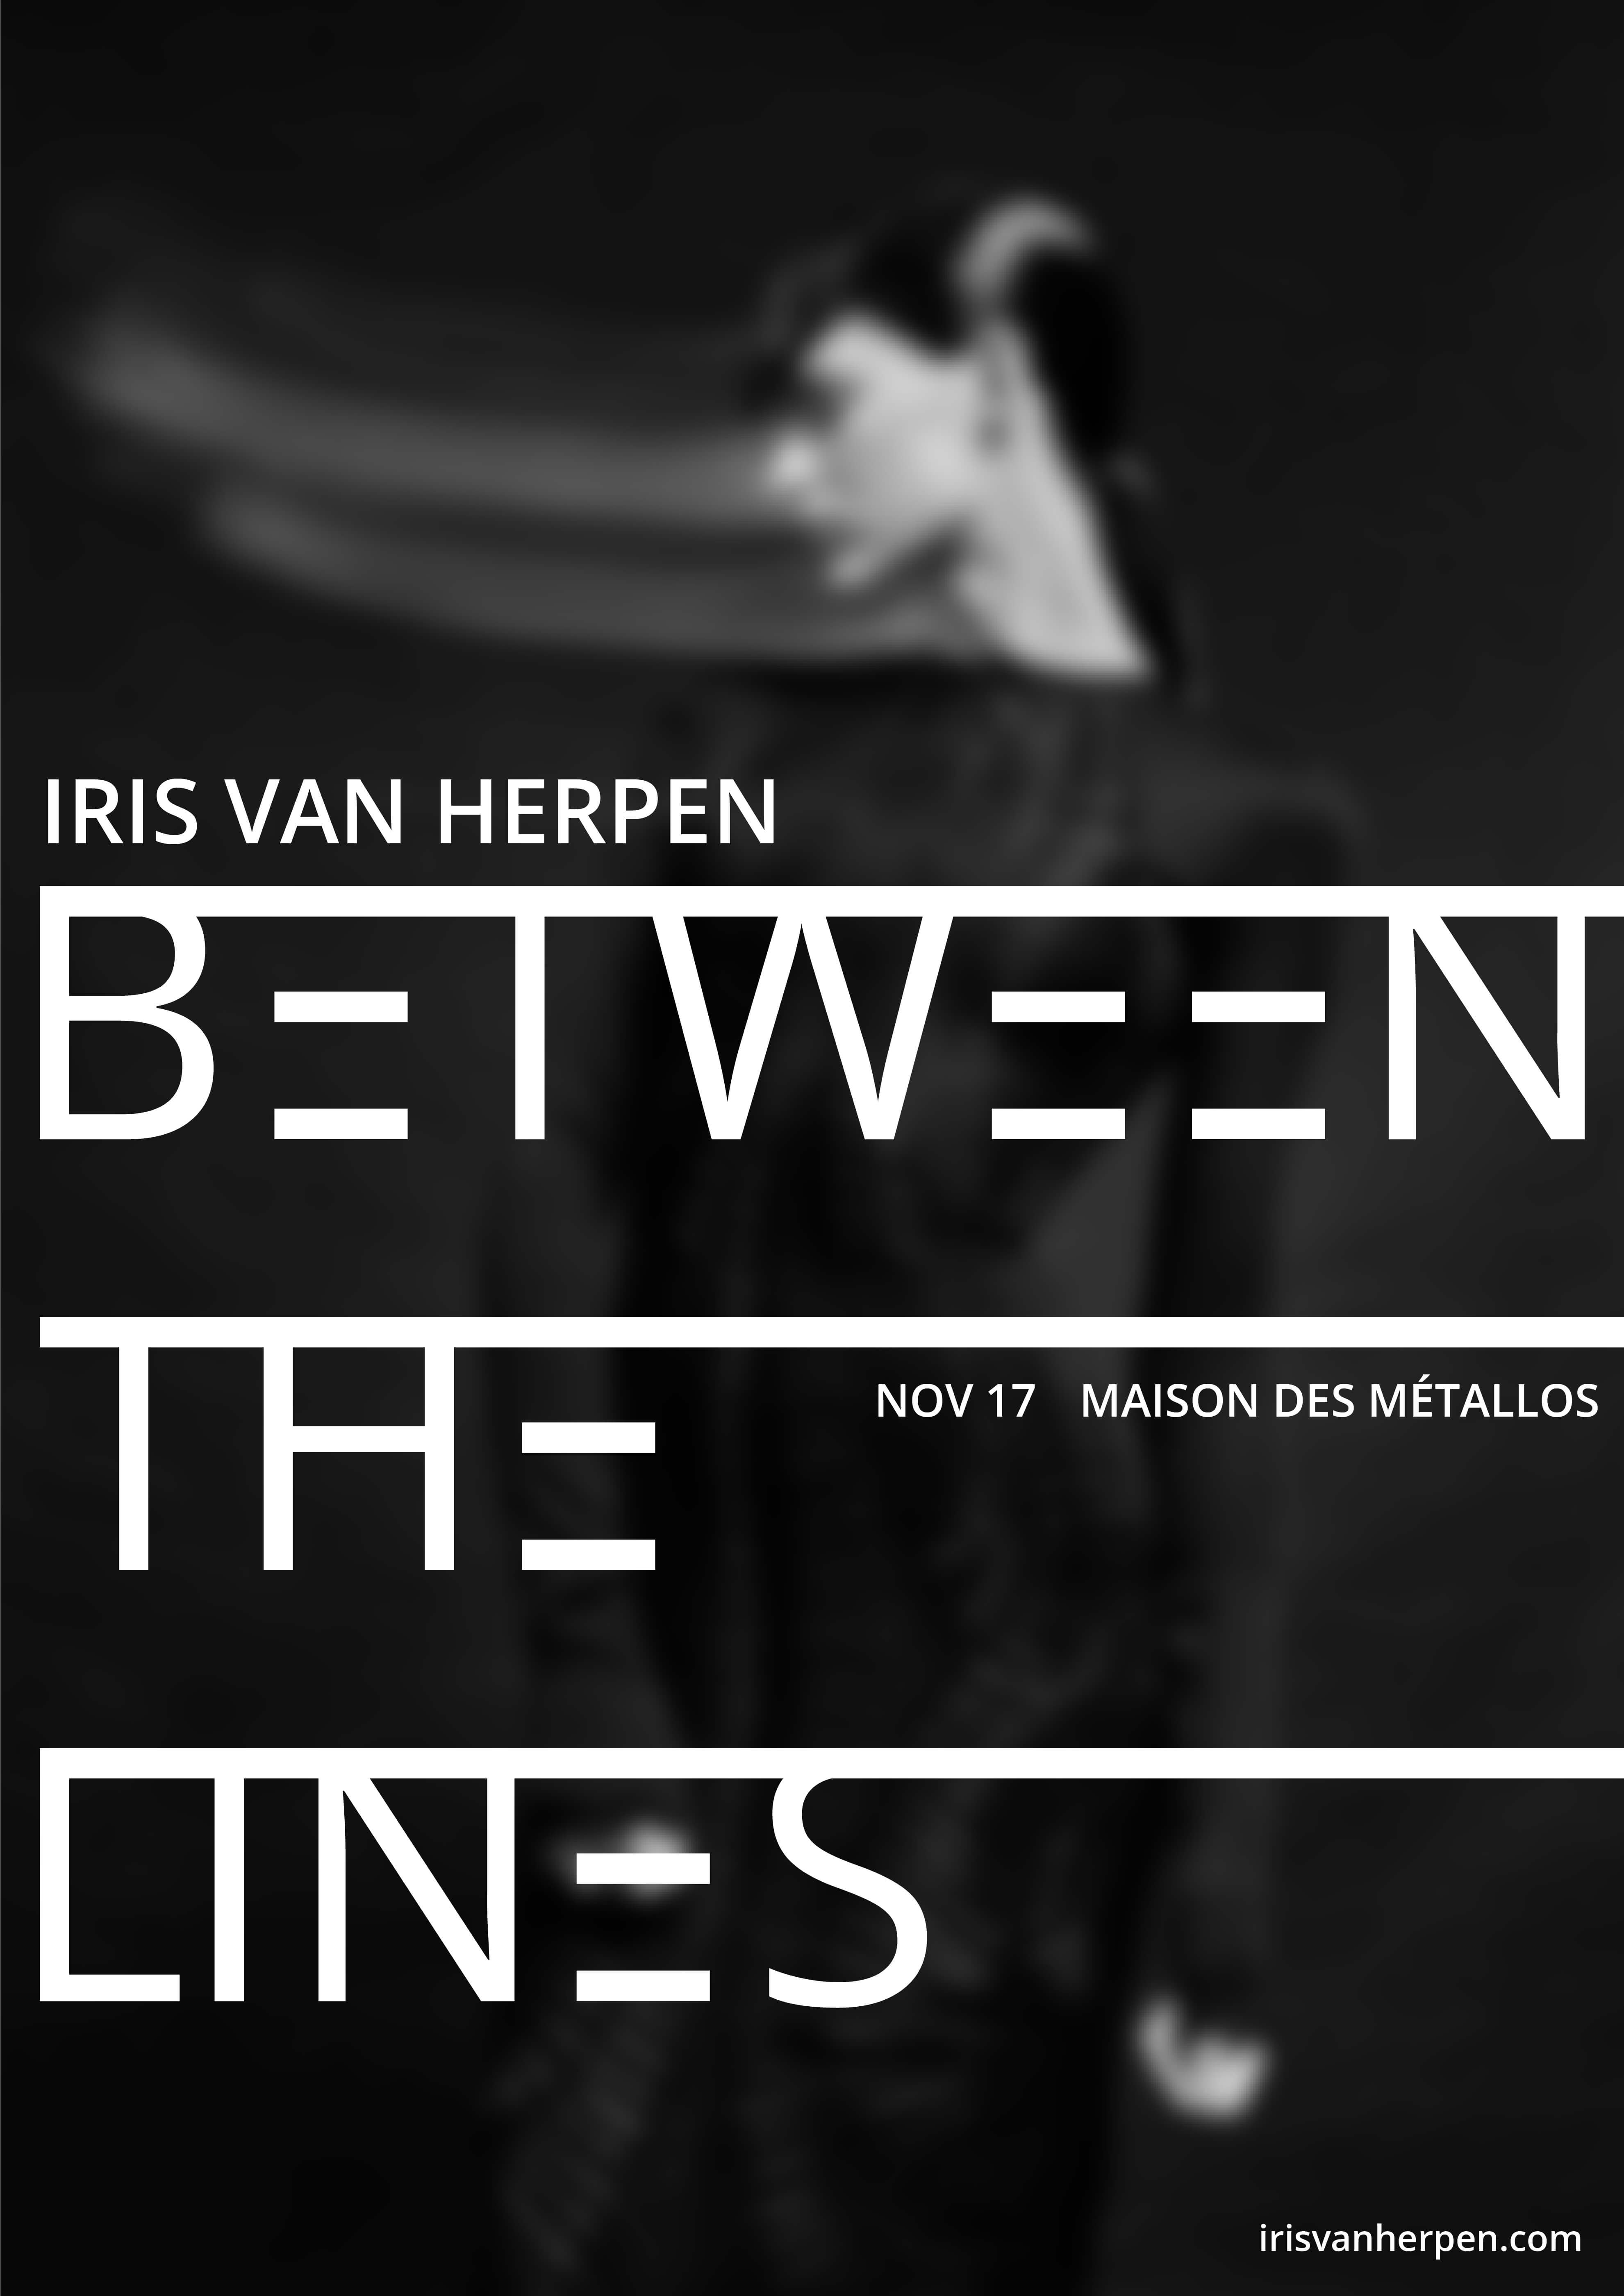 IRIS VAN HERPEN
BETWEEN
THE
NOV 17 MAISON DES MÉTALLOS
LINES
irisvanherpen.com